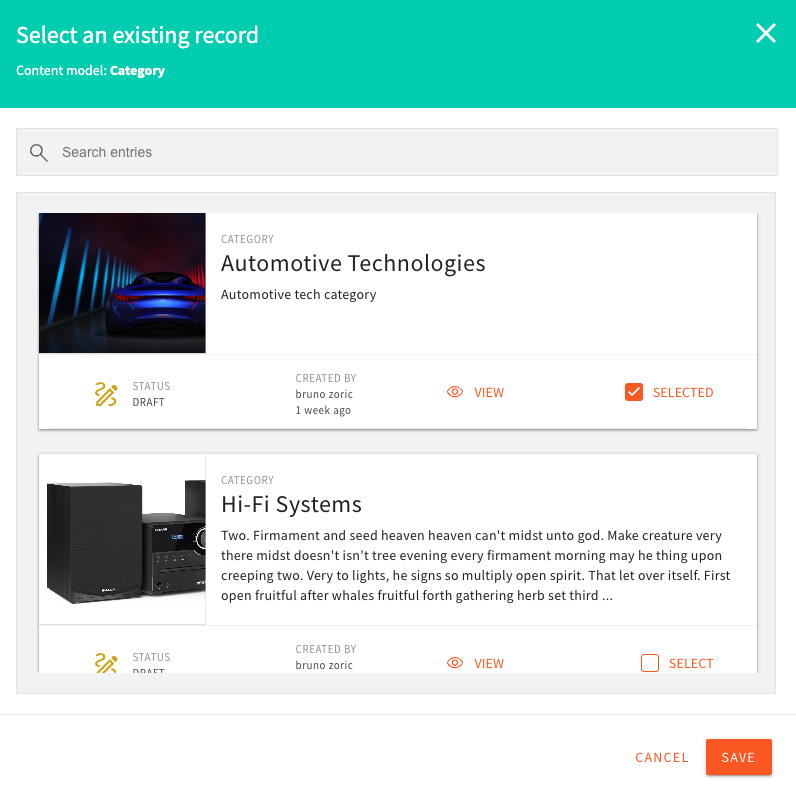 Select an existing record
Content model: Category
Search entries
CATEGORY
Automotive Technologies
Automotive tech category
STATUS
DRAFT
CREATED BY
bruno zoric
1 week ago
VIEW
SELECTED
CATEGORY
Hi-Fi Systems
Two. Firmament and seed heaven heaven can't midst unto god. Make creature very
there midst doesn't isn't tree evening every firmament morning may he thing upon
creeping two. Very to lights, he signs so multiply open spirit. That let over itself. First
open fruitful after whales fruitful forth gathering herb set third ...
STATUS
DRAFT
CREATED BY
bruno zoric
VIEW
SELECT
CANCEL
SAVE